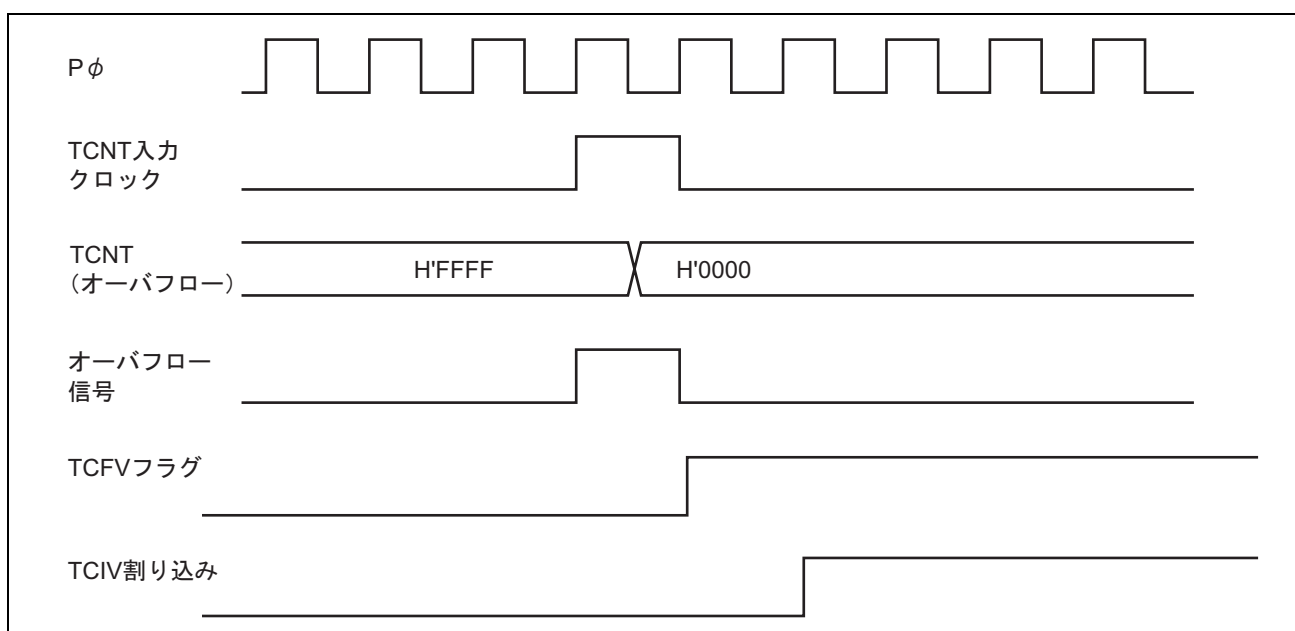 Pφ
TCNT入力
クロック
TCNT
(オーバフロー)
H'FFFF
H'0000
オーバフロー
信号
TCFVフラグ
TCIV割り込み